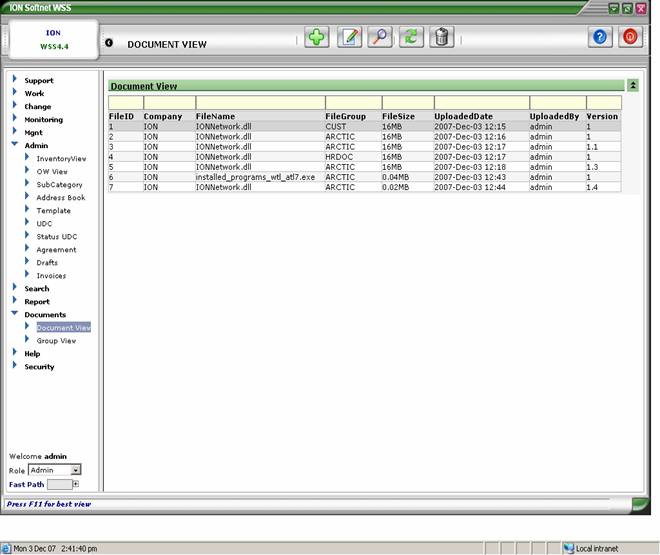 ION Softnet WSS
ION
WSS4.4
DOCUMENT VIEW
Support
Work
Change
Monitoring
Mgnt
Admin
InventoryView
OW View
SubCategory
Address Book
Template
UDC
Status UDC
Agreement
Drafts
Invoices
Search
Report
Documents
Document View
Group View
Help
Security
Welcome admin
Role Admin
Fast Path
Document View
FileID Company FileName FileGroup FileSize UploadedDate UploadedBy Version
1 ION IONNetwork.dll CUST 16MB 2007-Dec-03 12:15 admin 1
2 ION IONNetwork.dll ARCTIC 16MB 2007-Dec-03 12:16 admin 1
3 ION IONNetwork.dll ARCTIC 16MB 2007-Dec-03 12:17 admin 1.1
4 ION IONNetwork.dll HRDOC 16MB 2007-Dec-03 12:17 admin 1
5 ION IONNetwork.dll ARCTIC 16MB 2007-Dec-03 12:18 admin 1.3
6 ION installed_programs_wtl_atl7.exe ARCTIC 0.04MB 2007-Dec-03 12:43 admin 1
7 ION IONNetwork.dll ARCTIC 0.02MB 2007-Dec-03 12:44 admin 1.4
Press F11 for best view
Mon 3 Dec 07 2:41:40 pm
Local intranet